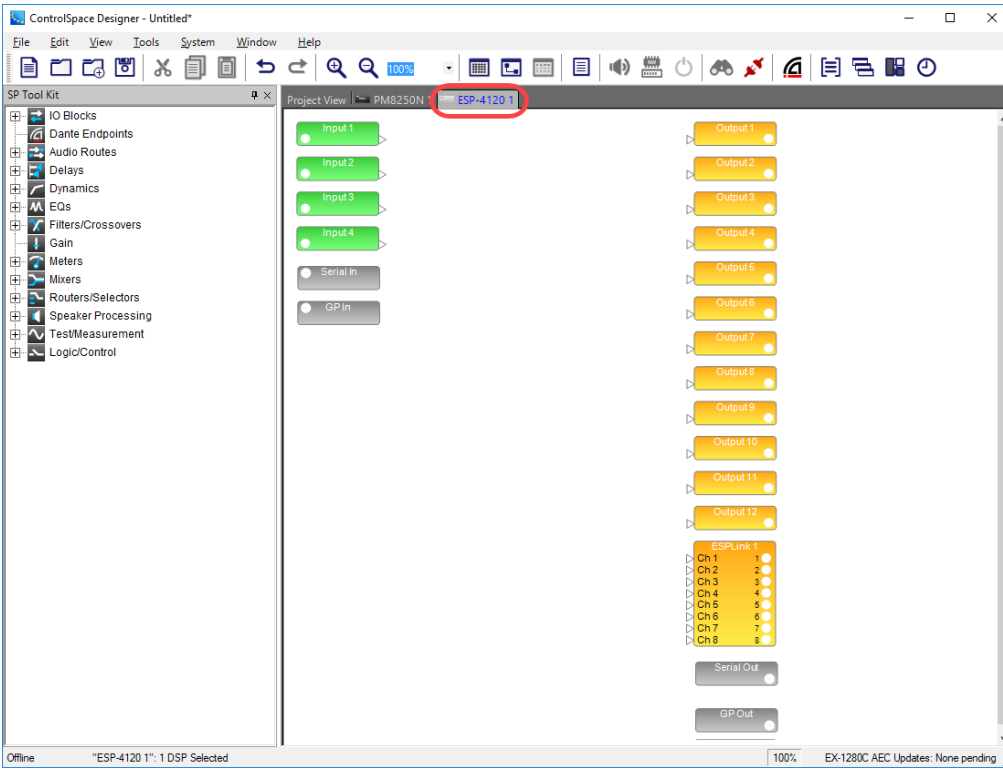 ControlSpace Designer - Untitled*
File Edit View Tools System Window Help
100%
SP Tool Kit
Project View PM8250N 1 ESP-4120 1
IO Blocks
Dante Endpoints
Audio Routes
Delays
Dynamics
EQs
Filters/Crossovers
Gain
Meters
Mixers
Routers/Selectors
Speaker Processing
Test/Measurement
Logic/Control
Input 1
Input 2
Input 3
Input 4
Serial In
GP In
Output 1
Output 2
Output 3
Output 4
Output 5
Output 6
Output 7
Output 8
Output 9
Output 10
Output 11
Output 12
ESPLink 1
Ch 1 1
Ch 2 2
Ch 3 3
Ch 4 4
Ch 5 5
Ch 6 6
Ch 7 7
Ch 8 8
Serial Out
GP Out
Offline "ESP-4120 1": 1 DSP Selected 100% EX-1280C AEC Updates: None pending